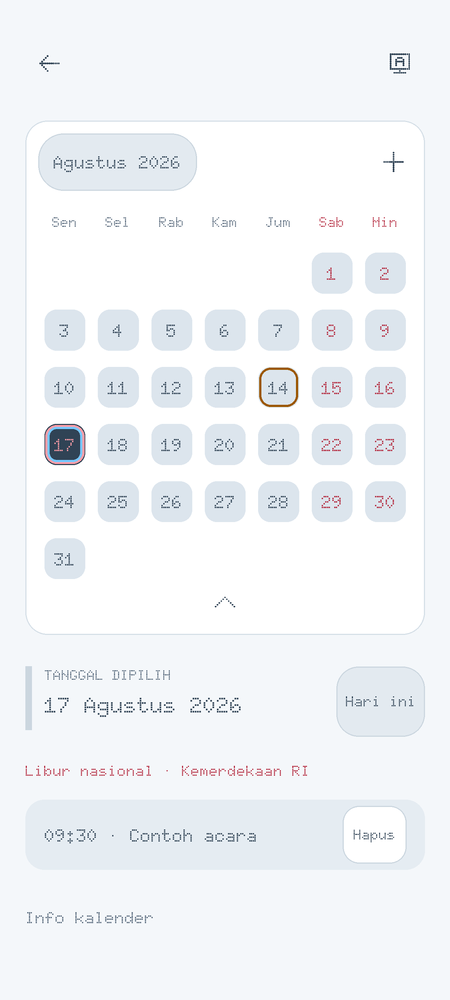 A
Agustus 2026
Sen Sel Rab Kam Jum Sab Min
1 2
3 4 5 6 7 8 9
10 11 12 13 14 15 16
17 18 19 20 21 22 23
24 25 26 27 28 29 30
31
TANGGAL DIPILIH
17 Agustus 2026
Hari ini
Libur nasional · Kemerdekaan RI
09:30 · Contoh acara
Hapus
Info kalender